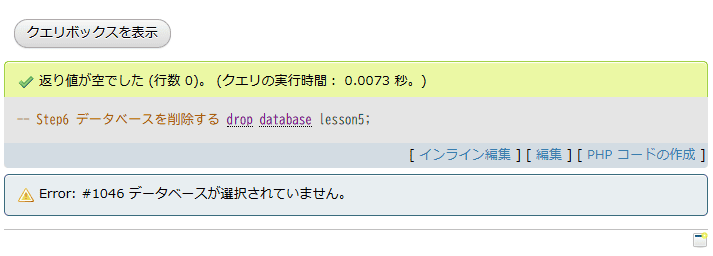 クエリボックスを表示
返り値が空でした (行数 0)。 (クエリの実行時間： 0.0073 秒。)
-- Step6 データベースを削除する drop database lesson5;
[ インライン編集 ] [ 編集 ] [ PHP コードの作成 ]
Error: #1046 データベースが選択されていません。